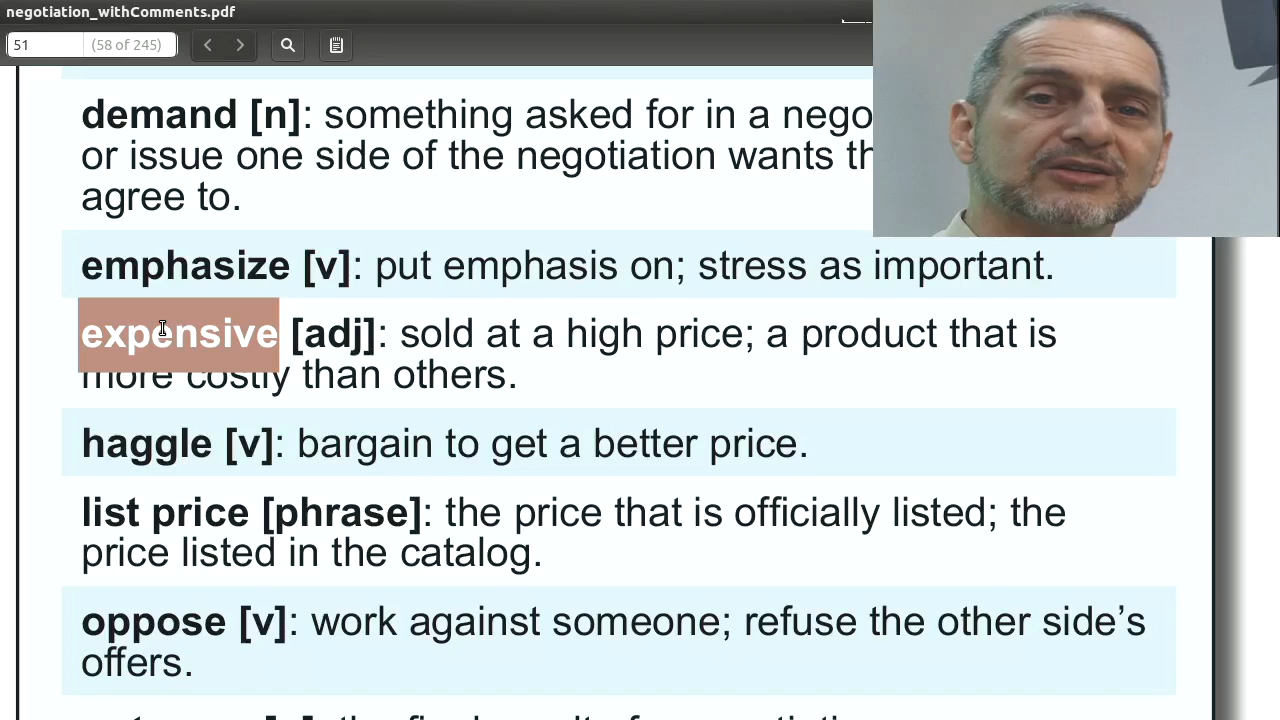 negotiation_withComments.pdf
51 (58 of 245)
demand [n]: something asked for in a nego
or issue one side of the negotiation wants th
agree to.
emphasize [v]: put emphasis on; stress as important.
expensive [adj]: sold at a high price; a product that is
more costly than others.
haggle [v]: bargain to get a better price.
list price [phrase]: the price that is officially listed; the
price listed in the catalog.
oppose [v]: work against someone; refuse the other side’s
offers.